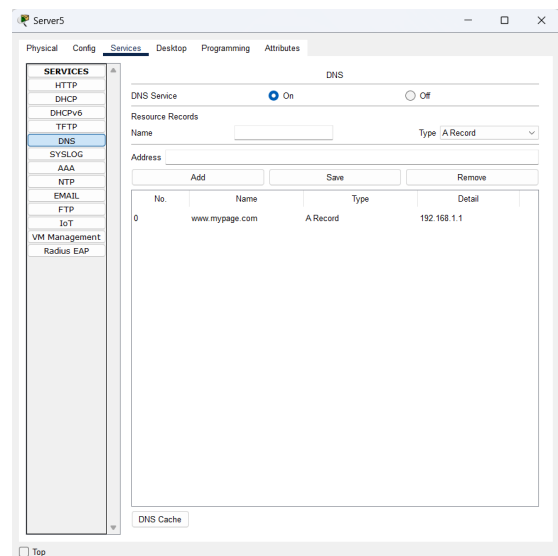 Server5
Physical Config Services Desktop Programming Attributes
SERVICES
HTTP
DHCP
DHCPv6
TFTP
DNS
SYSLOG
AAA
NTP
EMAIL
FTP
IoT
VM Management
Radius EAP
DNS
DNS Service On Off
Resource Records
Name Type A Record
Address
Add Save Remove
No. Name Type Detail
0 www.mypage.com A Record 192.168.1.1
DNS Cache
Top